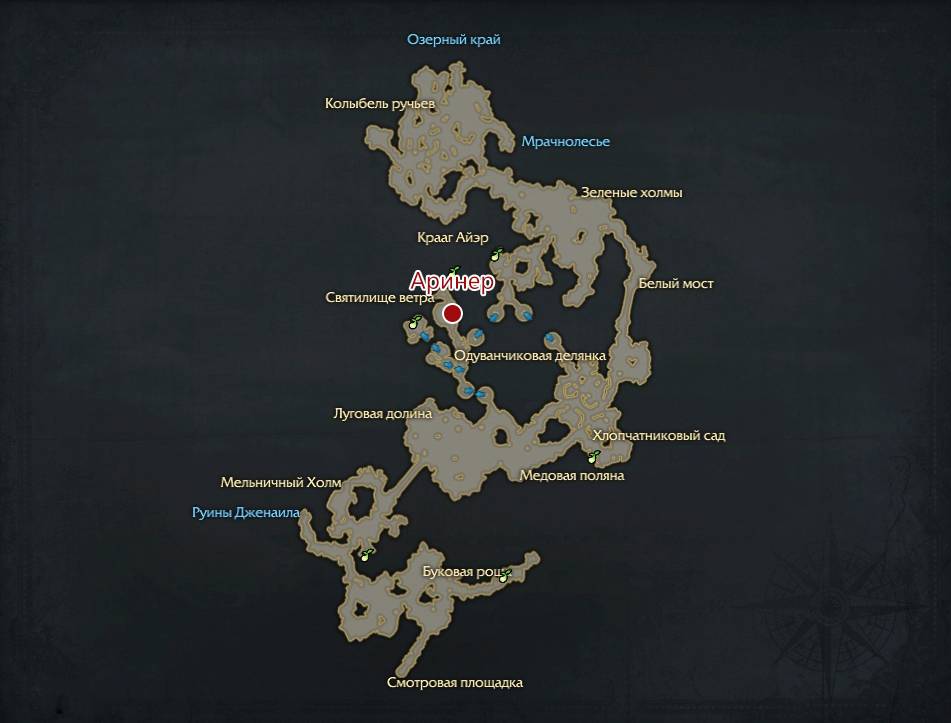 Озерный край
Колыбель ручьев
Мрачнолесье
Зеленые холмы
Крааг Айэр
Аринер
Белый мост
Святилище ветра
Одуванчиковая делянка
Луговая долина
Хлопчатниковый сад
Медовая поляна
Мельничный Холм
Руины Дженаила
Буковая рощ
Смотровая площадка